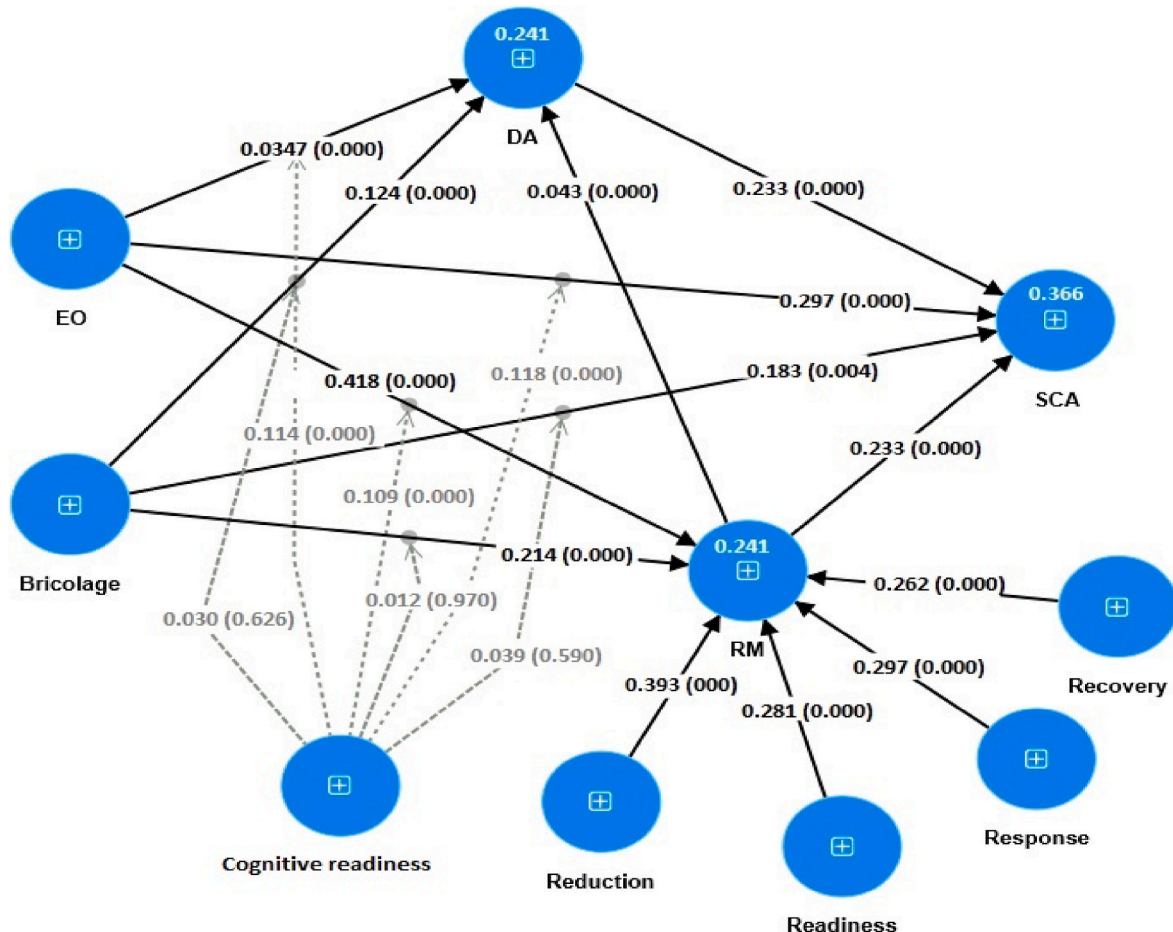 0.241
DA
0.0347 (0.000)
0.124 (0.000)
0.043 (0.000)
0.233 (0.000)
EO
0.297 (0.000)
0.366
SCA
0.418 (0.000)
0.118 (0.000)
0.183 (0.004)
0.114 (0.000)
0.233 (0.000)
0.109 (0.000)
Bricolage
0.214 (0.000)
0.241
RM
0.262 (0.000)
Recovery
0.030 (0.626)
0.012 (0.970)
0.039 (0.590)
0.393 (000)
0.281 (0.000)
0.297 (0.000)
Response
Cognitive readiness
Reduction
Readiness